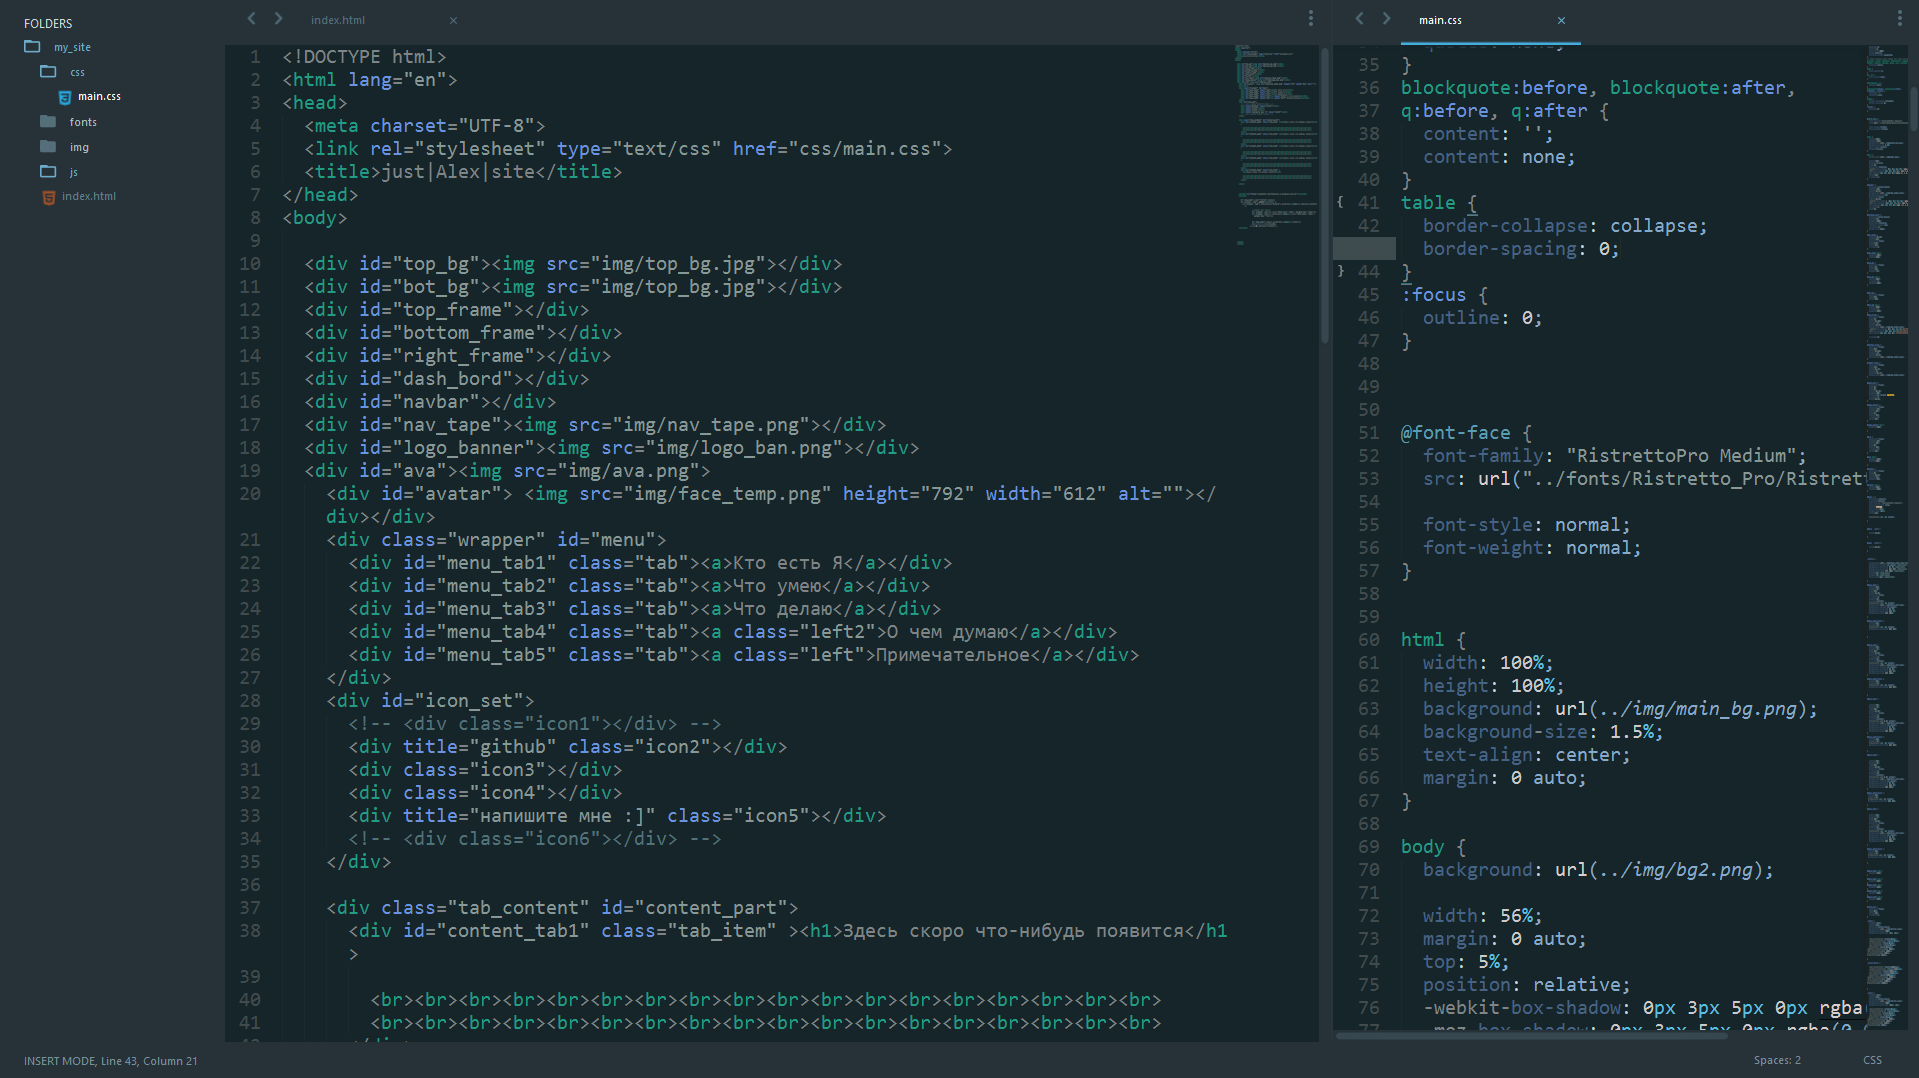 FOLDERS
my_site
css
main.css
fonts
img
js
index.html
index.html
1 <!DOCTYPE html>
2 <html lang="en">
3 <head>
4 <meta charset="UTF-8">
5 <link rel="stylesheet" type="text/css" href="css/main.css">
6 <title>just|Alex|site</title>
7 </head>
8 <body>
9
10 <div id="top_bg"><img src="img/top_bg.jpg"></div>
11 <div id="bot_bg"><img src="img/top_bg.jpg"></div>
12 <div id="top_frame"></div>
13 <div id="bottom_frame"></div>
14 <div id="right_frame"></div>
15 <div id="dash_bord"></div>
16 <div id="navbar"></div>
17 <div id="nav_tape"><img src="img/nav_tape.png"></div>
18 <div id="logo_banner"><img src="img/logo_ban.png"></div>
19 <div id="ava"><img src="img/ava.png">
20 <div id="avatar"> <img src="img/face_temp.png" height="792" width="612" alt=""></
div></div>
21 <div class="wrapper" id="menu">
22 <div id="menu_tab1" class="tab"><a>Кто есть Я</a></div>
23 <div id="menu_tab2" class="tab"><a>Что умею</a></div>
24 <div id="menu_tab3" class="tab"><a>Что делаю</a></div>
25 <div id="menu_tab4" class="tab"><a class="left2">О чем думаю</a></div>
26 <div id="menu_tab5" class="tab"><a class="left">Примечательное</a></div>
27 </div>
28 <div id="icon_set">
29 <!-- <div class="icon1"></div> -->
30 <div title="github" class="icon2"></div>
31 <div class="icon3"></div>
32 <div class="icon4"></div>
33 <div title="напишите мне :]" class="icon5"></div>
34 <!-- <div class="icon6"></div> -->
35 </div>
36
37 <div class="tab_content" id="content_part">
38 <div id="content_tab1" class="tab_item" ><h1>Здесь скоро что-нибудь появится</h1
>
39
40 <br><br><br><br><br><br><br><br><br><br><br><br><br><br><br><br><br><br>
41 <br><br><br><br><br><br><br><br><br><br><br><br><br><br><br><br><br><br>
main.css
35 }
36 blockquote:before, blockquote:after,
37 q:before, q:after {
38 content: '';
39 content: none;
40 }
{ 41 table {
42 border-collapse: collapse;
border-spacing: 0;
} 44 }
45 :focus {
46 outline: 0;
47 }
48
49
50
51 @font-face {
52 font-family: "RistrettoPro Medium";
53 src: url("../fonts/Ristretto_Pro/Ristrett
54
55 font-style: normal;
56 font-weight: normal;
57 }
58
59
60 html {
61 width: 100%;
62 height: 100%;
63 background: url(../img/main_bg.png);
64 background-size: 1.5%;
65 text-align: center;
66 margin: 0 auto;
67 }
68
69 body {
70 background: url(../img/bg2.png);
71
72 width: 56%;
73 margin: 0 auto;
74 top: 5%;
75 position: relative;
76 -webkit-box-shadow: 0px 3px 5px 0px rgba(
77 -moz-box-shadow: 0px 3px 5px 0px rgba(0,
INSERT MODE, Line 43, Column 21
Spaces: 2
CSS